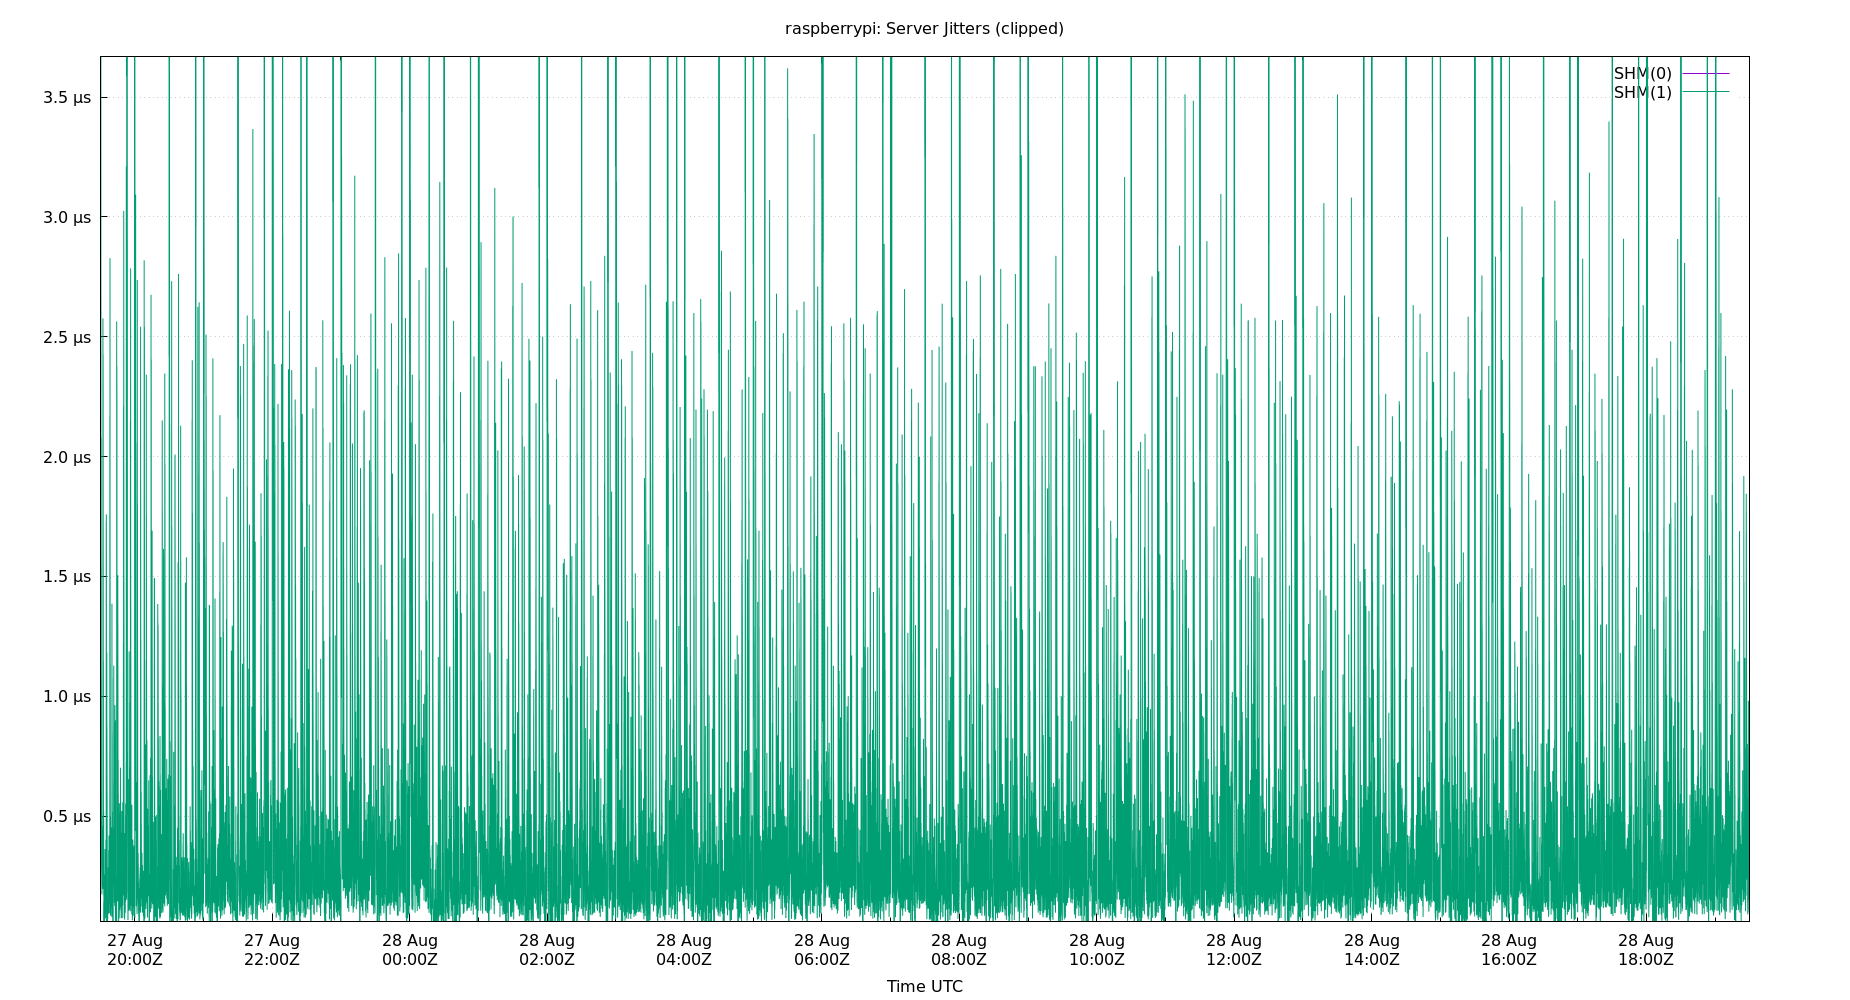 raspberrypi: Server Jitters (clipped)
SHM(0)
SHM(1)
3.5 µs
3.0 µs
2.5 µs
2.0 µs
1.5 µs
1.0 µs
0.5 µs
27 Aug 27 Aug 28 Aug 28 Aug 28 Aug 28 Aug 28 Aug 28 Aug 28 Aug 28 Aug 28 Aug 28 Aug
20:00Z 22:00Z 00:00Z 02:00Z 04:00Z 06:00Z 08:00Z 10:00Z 12:00Z 14:00Z 16:00Z 18:00Z
Time UTC